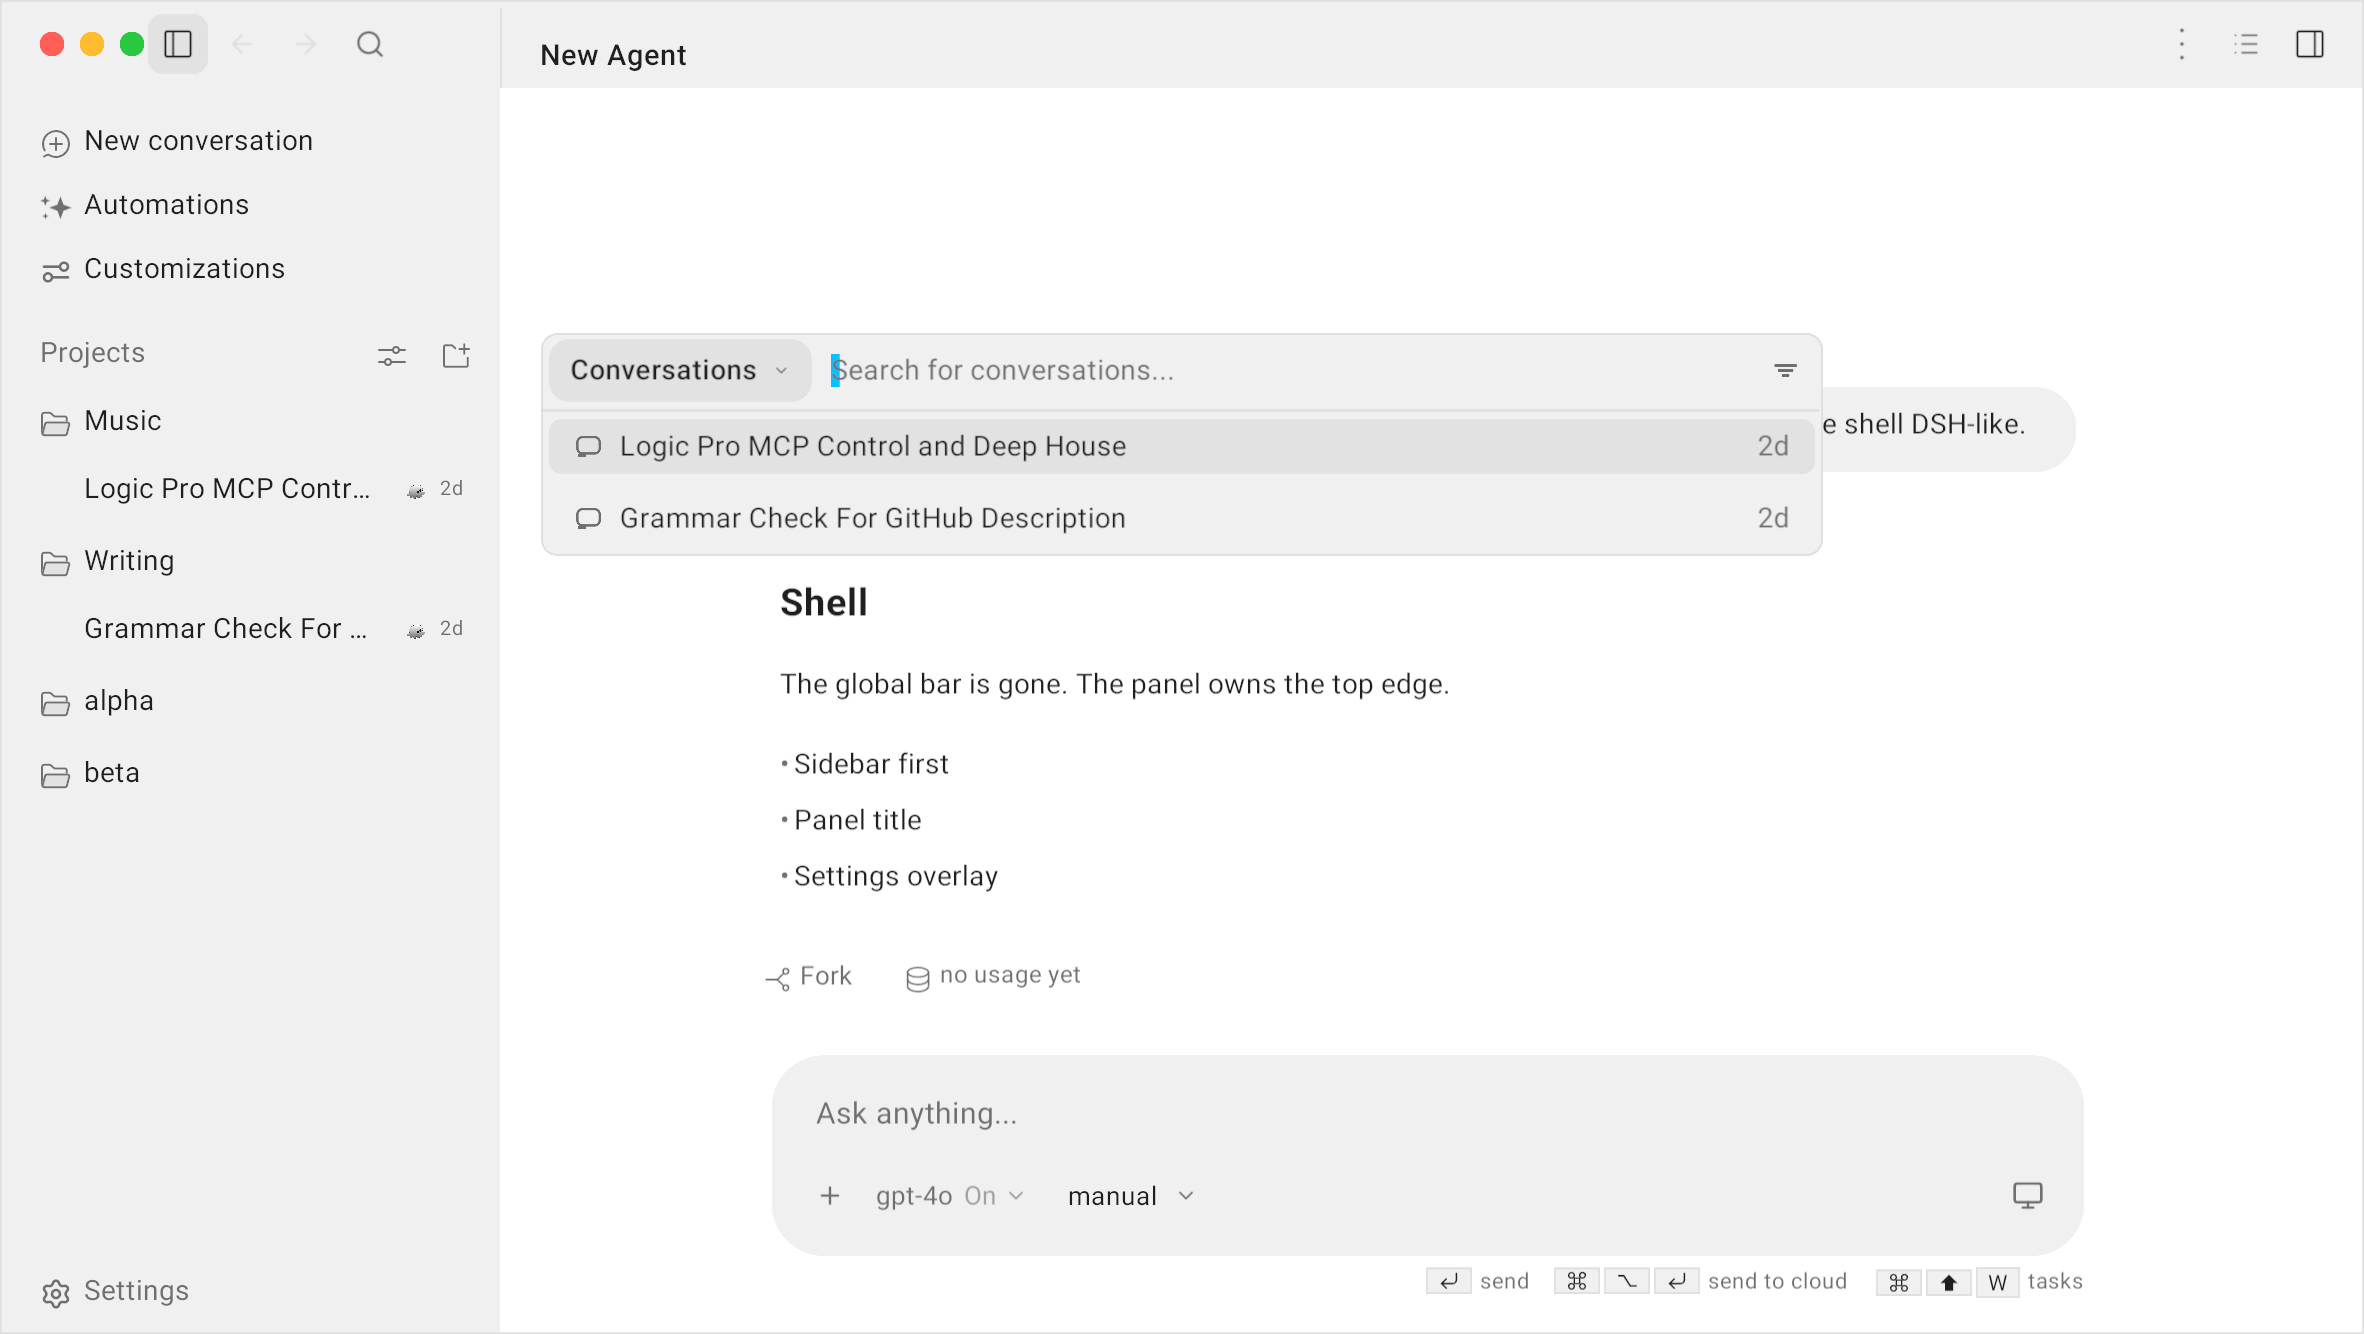 New Agent
New conversation
Automations
Customizations
Projects
Music
Logic Pro MCP Contr... 2d
Writing
Grammar Check For ... 2d
alpha
beta
Settings
Conversations Search for conversations...
Logic Pro MCP Control and Deep House 2d
Grammar Check For GitHub Description 2d
e shell DSH-like.
Shell
The global bar is gone. The panel owns the top edge.
• Sidebar first
• Panel title
• Settings overlay
Fork no usage yet
Ask anything...
gpt-4o On manual
send ⌘ ⌥ send to cloud ⌘ W tasks